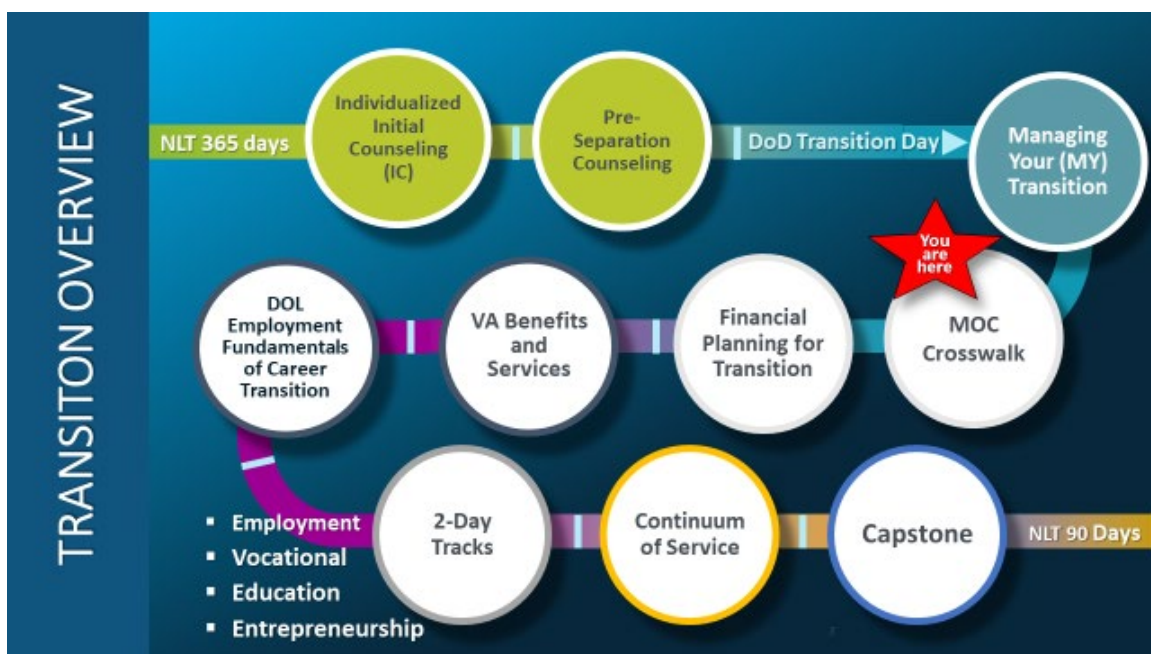 TRANSITON OVERVIEW
NLT 365 days
Individualized
Initial
Counseling
(IC)
Pre-
Separation
Counseling
DoD Transition Day
Managing
Your (MY)
Transition
You
are
here
MOC
Crosswalk
Financial
Planning for
Transition
VA Benefits
and
Services
DOL
Employment
Fundamentals
of Career
Transition
▪ Employment
▪ Vocational
▪ Education
▪ Entrepreneurship
2-Day
Tracks
Continuum
of Service
Capstone
NLT 90 Days